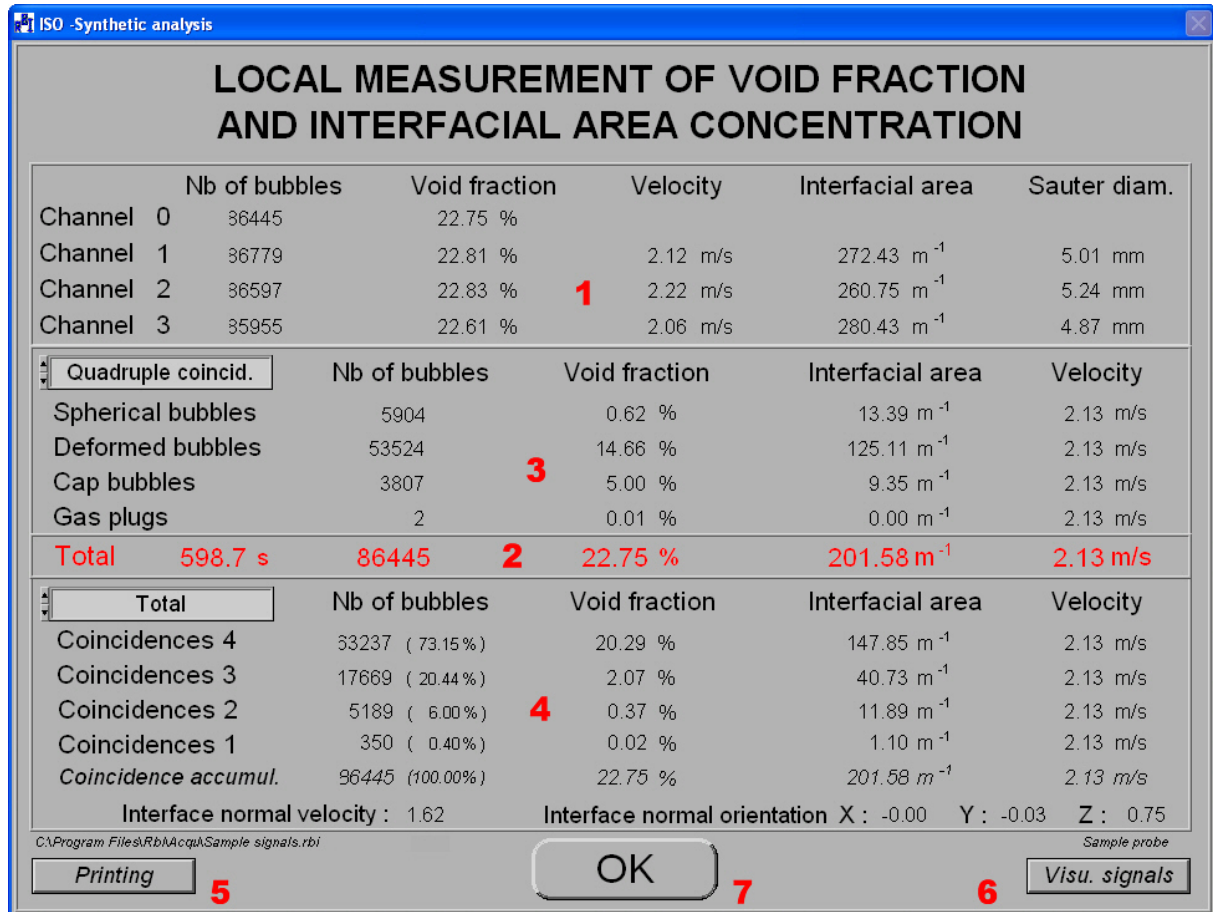 RBI ISO -Synthetic analysis
LOCAL MEASUREMENT OF VOID FRACTION
AND INTERFACIAL AREA CONCENTRATION
Nb of bubbles Void fraction Velocity Interfacial area Sauter diam.
Channel 0 86445 22.75 %
Channel 1 86779 22.81 % 2.12 m/s 272.43 m-1 5.01 mm
Channel 2 86597 22.83 % 1 2.22 m/s 260.75 m-1 5.24 mm
Channel 3 85955 22.61 % 2.06 m/s 280.43 m-1 4.87 mm
Quadruple coincid. Nb of bubbles Void fraction Interfacial area Velocity
Spherical bubbles 5904 0.62 % 13.39 m-1 2.13 m/s
Deformed bubbles 53524 14.66 % 125.11 m-1 2.13 m/s
Cap bubbles 3807 3 5.00 % 9.35 m-1 2.13 m/s
Gas plugs 2 0.01 % 0.00 m-1 2.13 m/s
Total 598.7 s 86445 2 22.75 % 201.58 m-1 2.13 m/s
Total Nb of bubbles Void fraction Interfacial area Velocity
Coincidences 4 63237 ( 73.15%) 20.29 % 147.85 m-1 2.13 m/s
Coincidences 3 17669 ( 20.44%) 2.07 % 40.73 m-1 2.13 m/s
Coincidences 2 5189 ( 6.00%) 4 0.37 % 11.89 m-1 2.13 m/s
Coincidences 1 350 ( 0.40%) 0.02 % 1.10 m-1 2.13 m/s
Coincidence accumul. 86445 (100.00%) 22.75 % 201.58 m-1 2.13 m/s
Interface normal velocity : 1.62 Interface normal orientation X : -0.00 Y : -0.03 Z : 0.75
C:\Program Files\Rbi\Acqui\Sample signals.rbi Sample probe
Printing 5 OK 7 6 Visu. signals